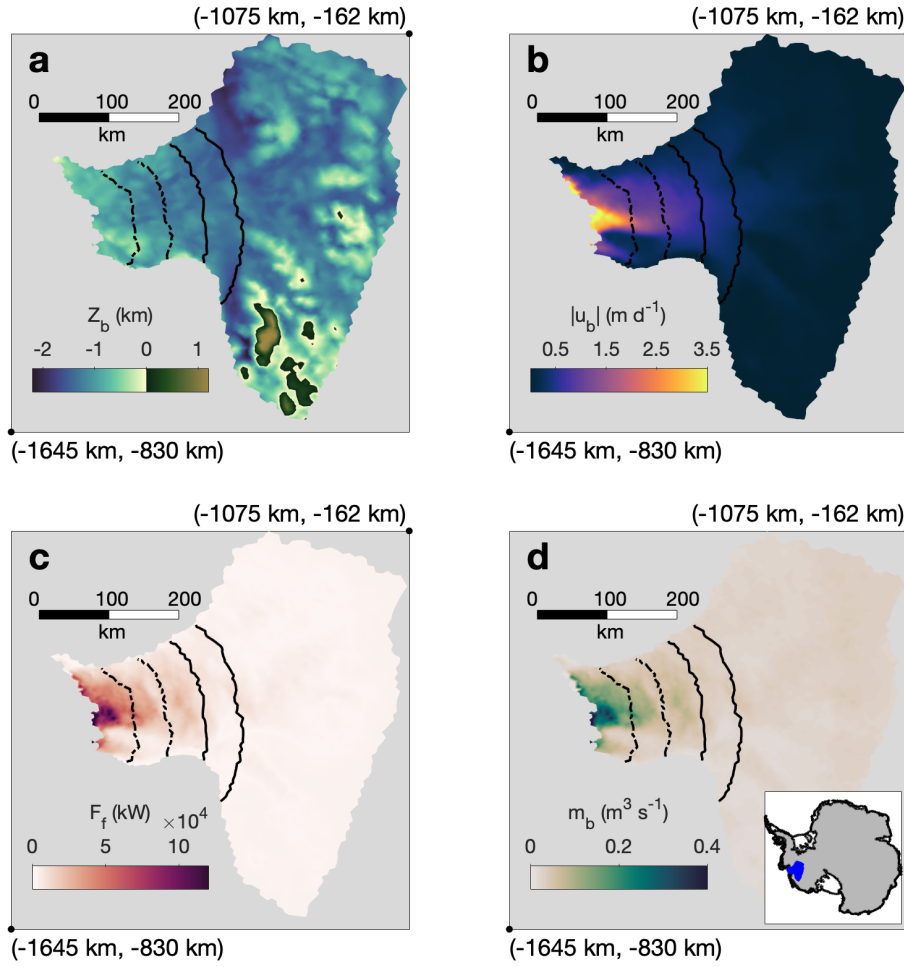 (-1075 km, -162 km)
a
0 100 200
km
Z_b (km)
-2 -1 0 1
(-1645 km, -830 km)
(-1075 km, -162 km)
b
0 100 200
km
|u_b| (m d⁻¹)
0.5 1.5 2.5 3.5
(-1645 km, -830 km)
(-1075 km, -162 km)
c
0 100 200
km
F_f (kW) ×10⁴
0 5 10
(-1645 km, -830 km)
(-1075 km, -162 km)
d
0 100 200
km
m_b (m³ s⁻¹)
0 0.2 0.4
(-1645 km, -830 km)